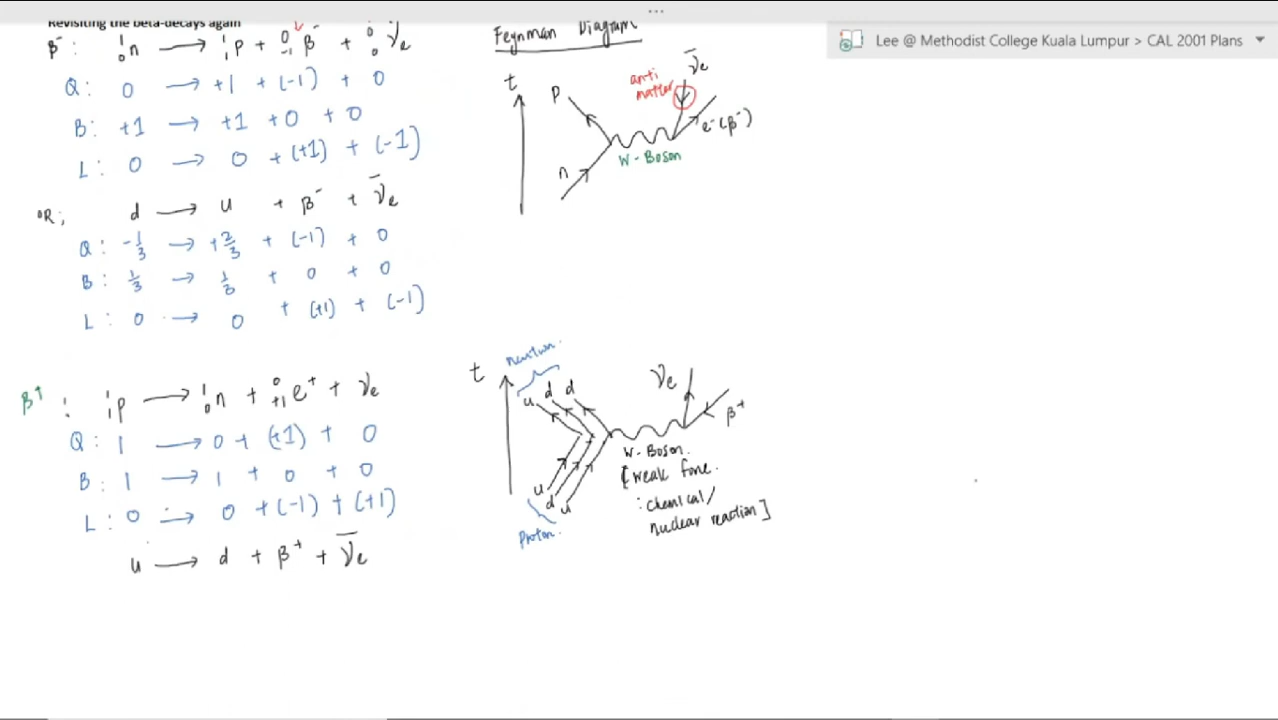 Revisiting the beta-decays again
Lee @ Methodist College Kuala Lumpur > CAL 2001 Plans
β⁻ : ¹₀n → ¹₁p + ⁰₋₁β⁻ + ⁰₀ν̄e
Q : 0 → +1 + (-1) + 0
B : +1 → +1 + 0 + 0
L : 0 → 0 + (+1) + (-1)
OR; d → u + β⁻ + ν̄e
Q : -1/3 → +2/3 + (-1) + 0
B : 1/3 → 1/3 + 0 + 0
L : 0 → 0 + (+1) + (-1)
Feynman Diagram
t
p
anti
matter
ν̄e
e⁻(β⁻)
n
W-Boson
β⁺ : ¹₁p → ¹₀n + ⁰₊₁e⁺ + νe
Q : 1 → 0 + (+1) + 0
B : 1 → 1 + 0 + 0
L : 0 → 0 + (-1) + (+1)
u → d + β⁺ + ν̄e
t
Neutron
u d d
νe
β⁺
W-Boson
[weak force
: chemical/
nuclear reaction]
u d u
Proton